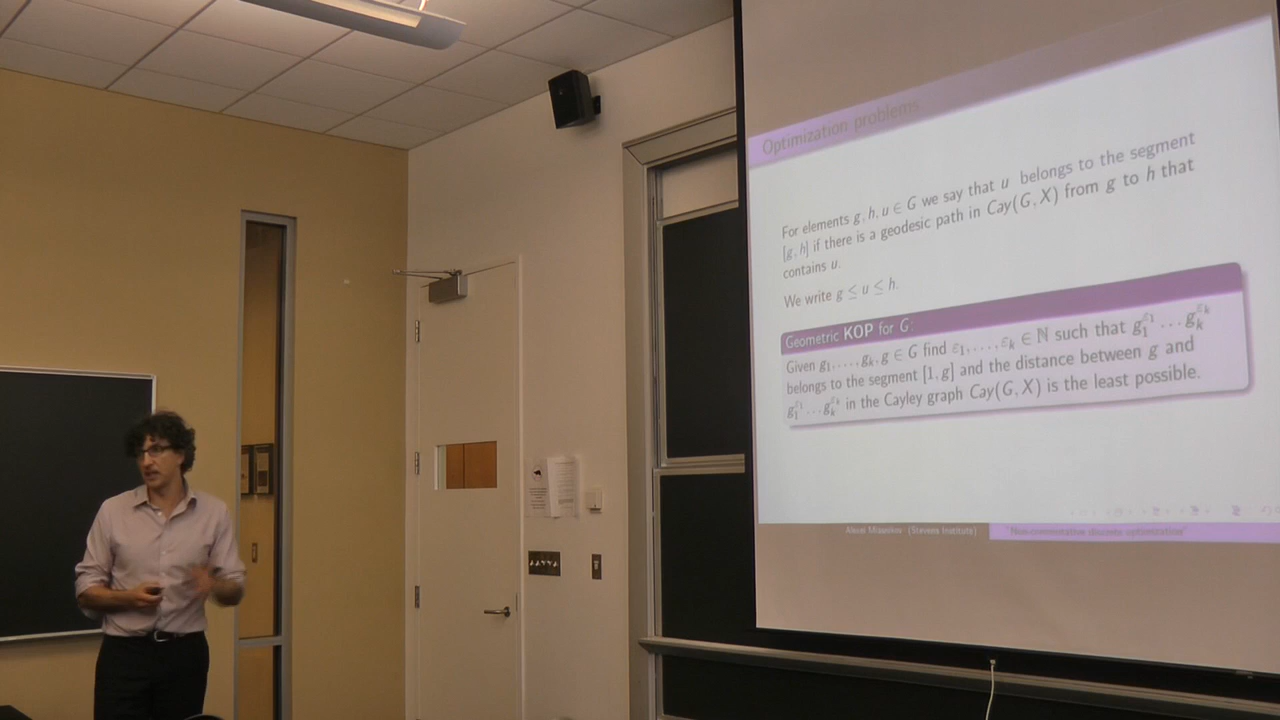 Optimization problems
For elements g, h, u ∈ G we say that u belongs to the segment
[g, h] if there is a geodesic path in Cay(G, X) from g to h that
contains u.
We write g ≤ u ≤ h.
Geometric KOP for G:
Given g₁, . . . , gₖ, g ∈ G find ε₁, . . . , εₖ ∈ ℕ such that g₁^ε₁ . . . gₖ^εₖ
belongs to the segment [1, g] and the distance between g and
g₁^ε₁ . . . gₖ^εₖ in the Cayley graph Cay(G, X) is the least possible.
(Stevens Institute)
Non-commutative discrete optimization